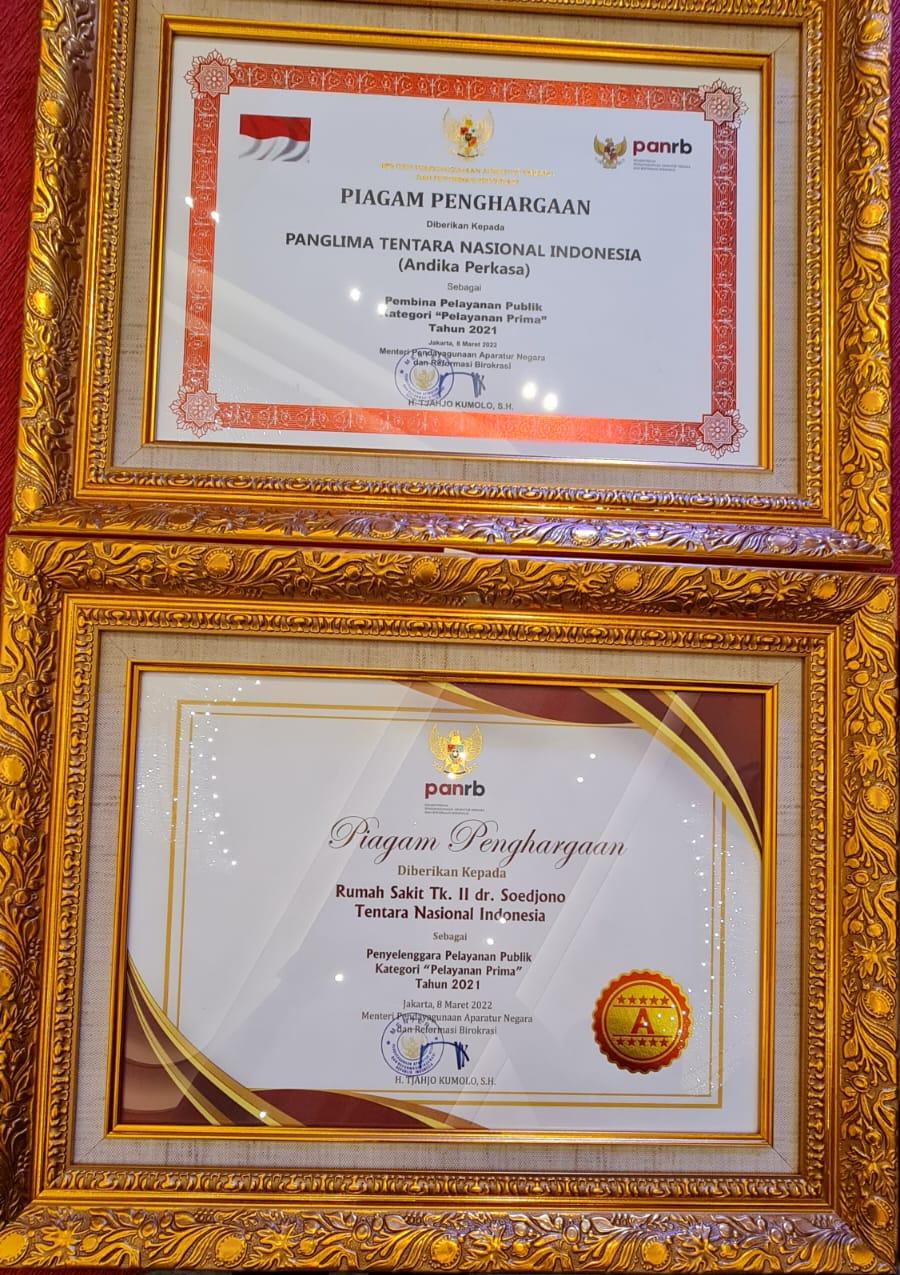 panrb
PIAGAM PENGHARGAAN
Diberikan Kepada
PANGLIMA TENTARA NASIONAL INDONESIA
(Andika Perkasa)
Sebagai
Pembina Pelayanan Publik
Kategori "Pelayanan Prima"
Tahun 2021
Jakarta, 8 Maret 2022
Menteri Pendayagunaan Aparatur Negara
dan Reformasi Birokrasi
H. TJAHJO KUMOLO, S.H.
panrb
Piagam Penghargaan
Diberikan Kepada
Rumah Sakit Tk. II dr. Soedjono
Tentara Nasional Indonesia
Sebagai
Penyelenggara Pelayanan Publik
Kategori "Pelayanan Prima"
Tahun 2021
Jakarta, 8 Maret 2022
Menteri Pendayagunaan Aparatur Negara
dan Reformasi Birokrasi
A
H. TJAHJO KUMOLO, S.H.